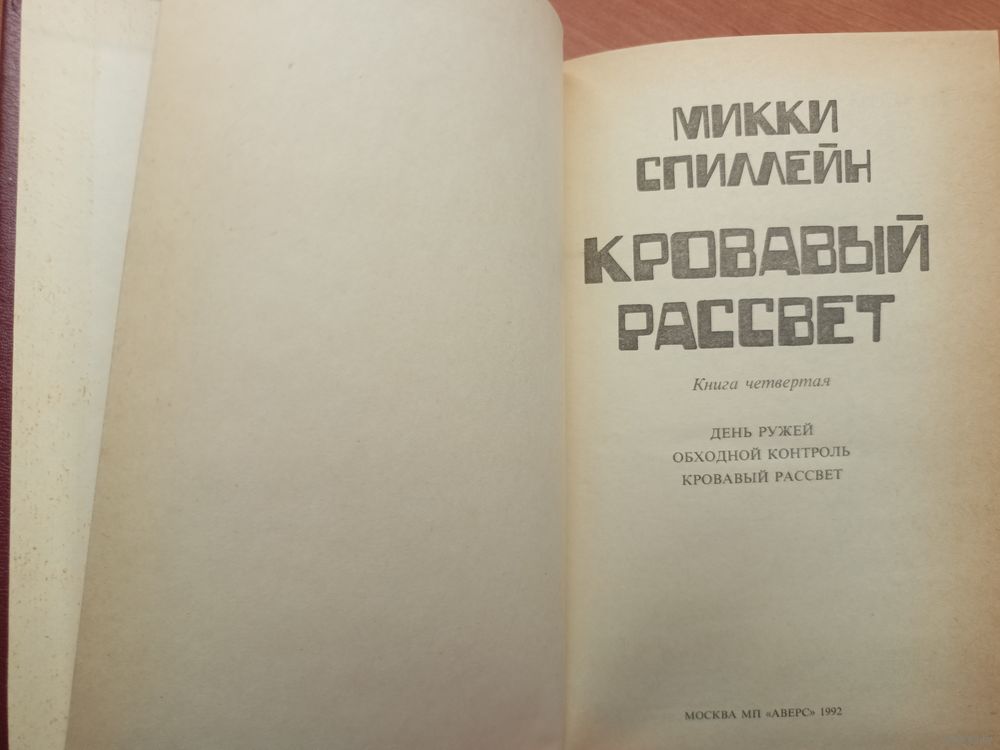 МИККИ
СПИЛЛЕЙН
КРОВАВЫЙ
РАССВЕТ
Книга четвертая
ДЕНЬ РУЖЕЙ
ОБХОДНОЙ КОНТРОЛЬ
КРОВАВЫЙ РАССВЕТ
МОСКВА МП «АВЕРС» 1992